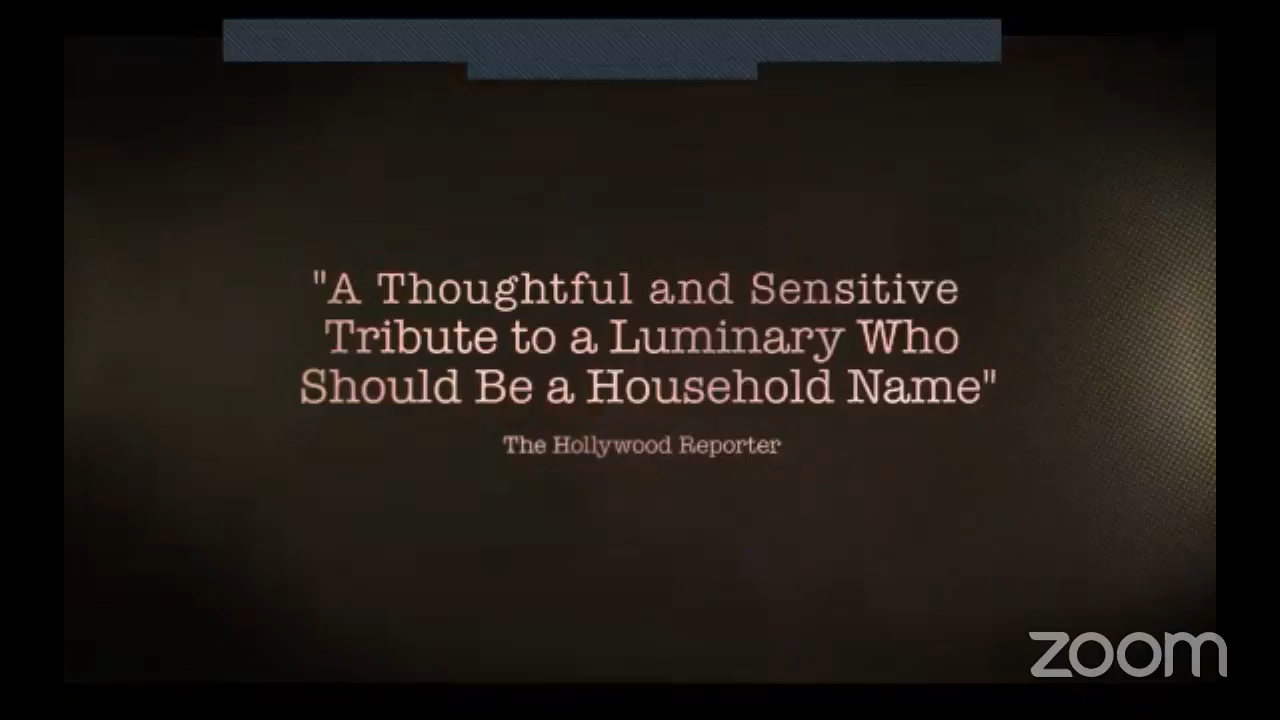 "A Thoughtful and Sensitive
Tribute to a Luminary Who
Should Be a Household Name"
The Hollywood Reporter
zoom